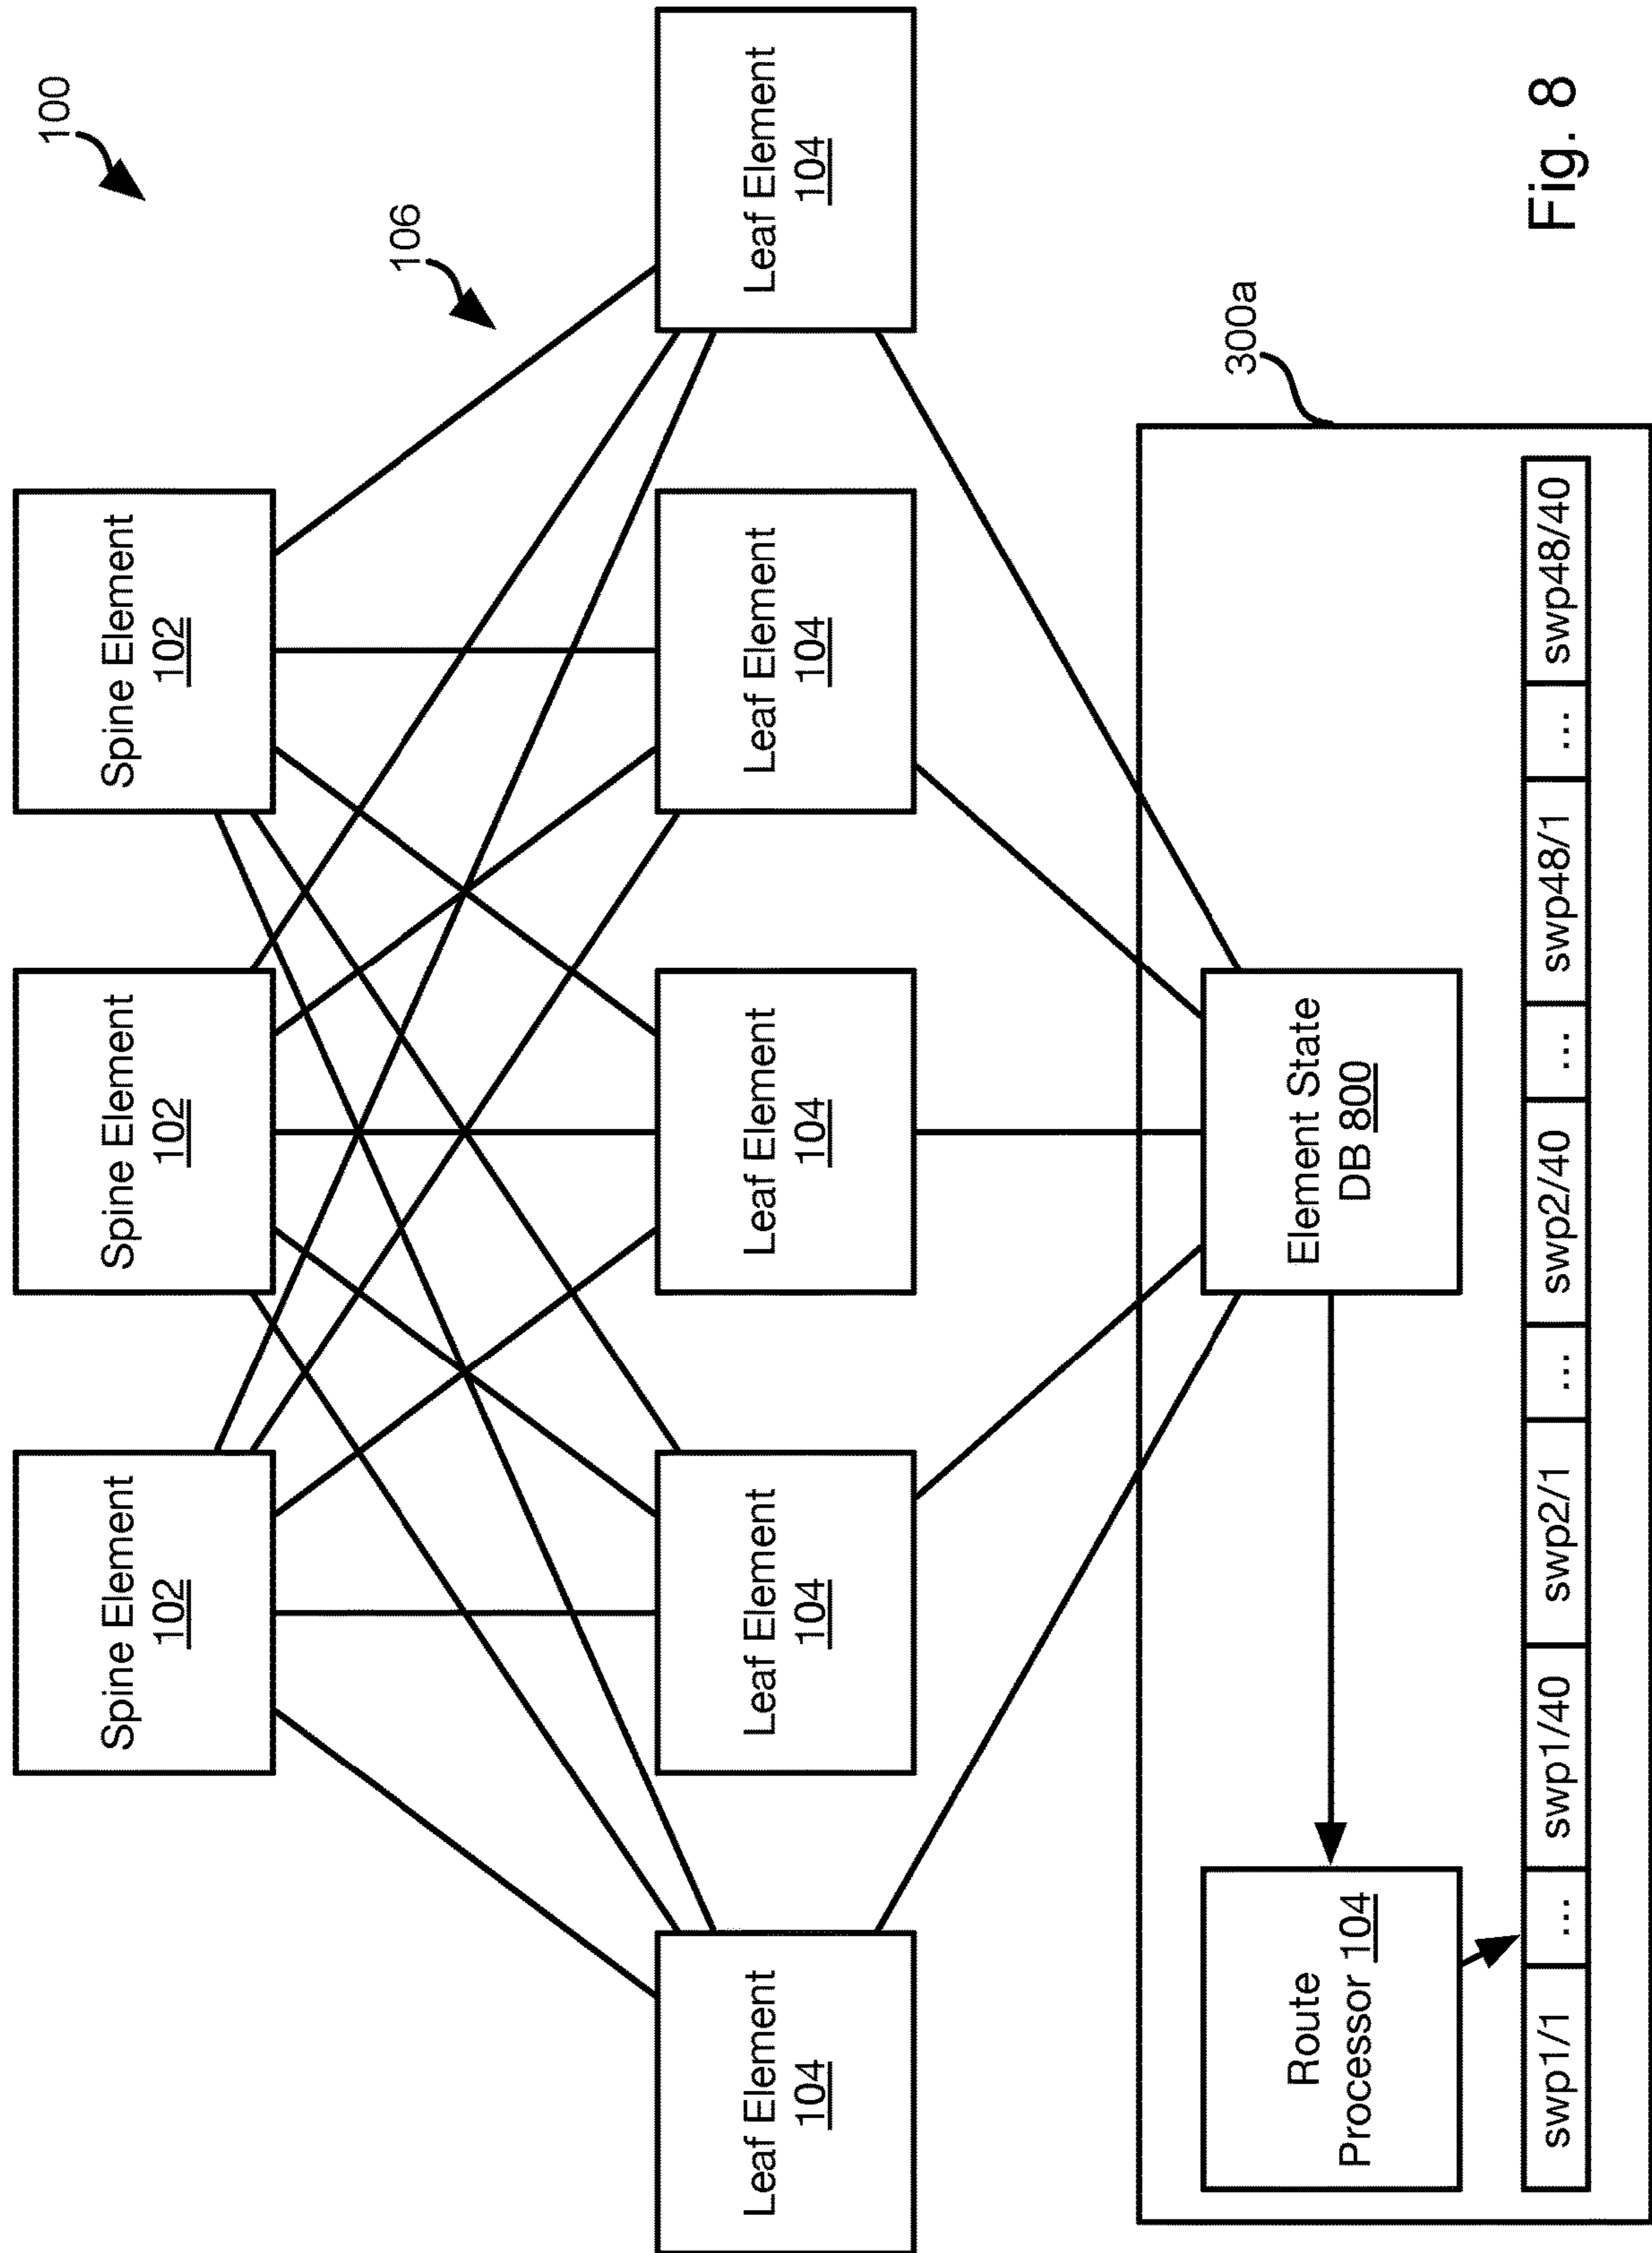 100
Spine Element
102
Spine Element
102
Spine Element
102
106
Leaf Element
104
Leaf Element
104
Leaf Element
104
Leaf Element
104
Leaf Element
104
300a
Route
Processor 104
Element State
DB 800
swp1/1
...
swp1/40
swp2/1
...
swp2/40
...
swp48/1
...
swp48/40
Fig. 8